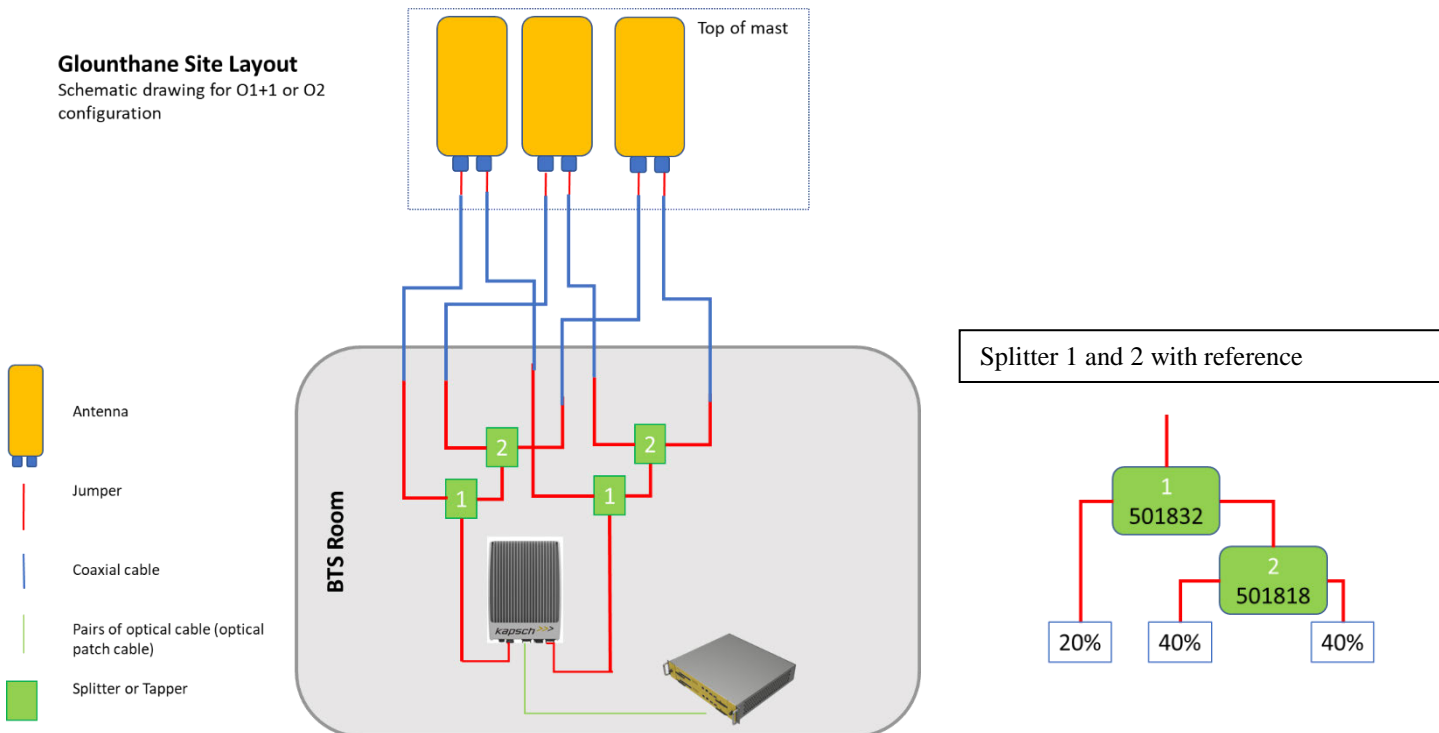 Glounthane Site Layout
Schematic drawing for O1+1 or O2
configuration
Top of mast
Antenna
Jumper
Coaxial cable
Pairs of optical cable (optical
patch cable)
Splitter or Tapper
BTS Room
2
2
1
1
kapsch
Splitter 1 and 2 with reference
1
501832
2
501818
20%
40%
40%